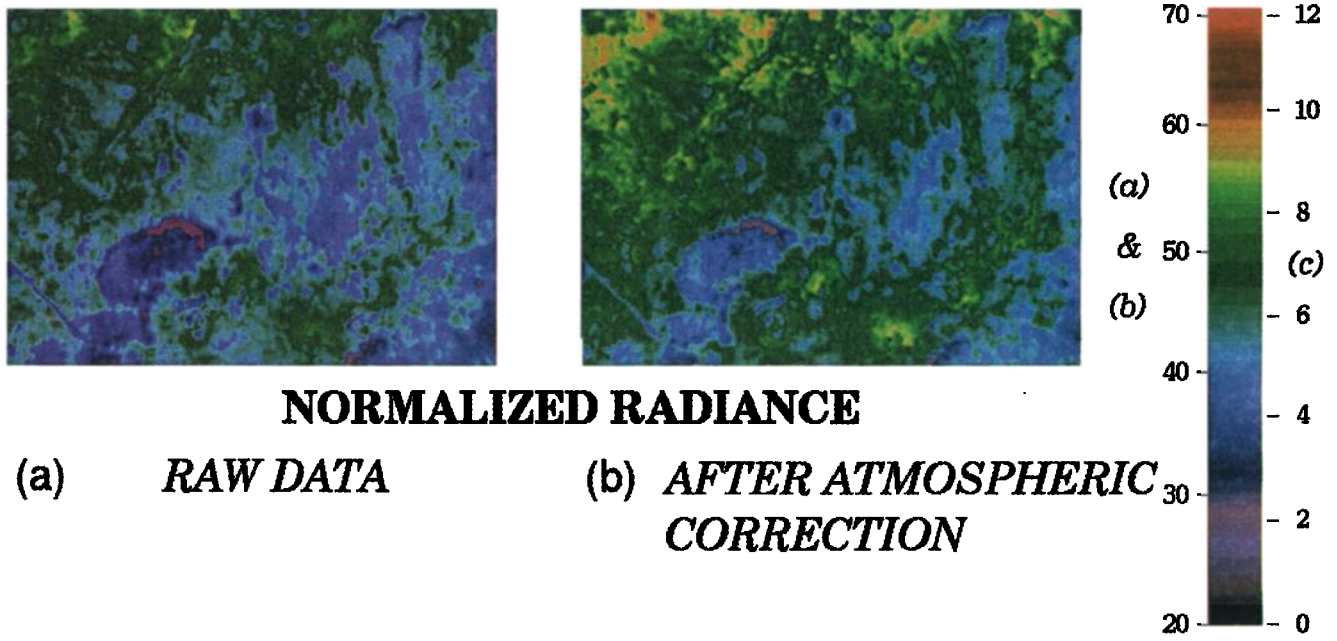 NORMALIZED RADIANCE
(a) RAW DATA
(b) AFTER ATMOSPHERIC
CORRECTION
70
60
50
40
30
20
(a)
&
(b)
12
10
8
6
4
2
0
(c)